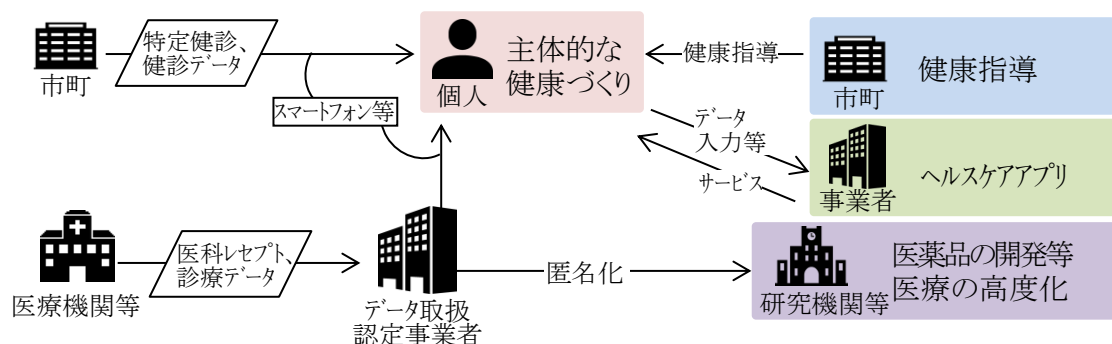 特定健診、
健診データ
市町
スマートフォン等
個人
主体的な
健康づくり
健康指導
市町
健康指導
データ
入力等
サービス
事業者
ヘルスケアアプリ
医療機関等
医科レセプト、
診療データ
データ取扱
認定事業者
匿名化
研究機関等
医薬品の開発等
医療の高度化